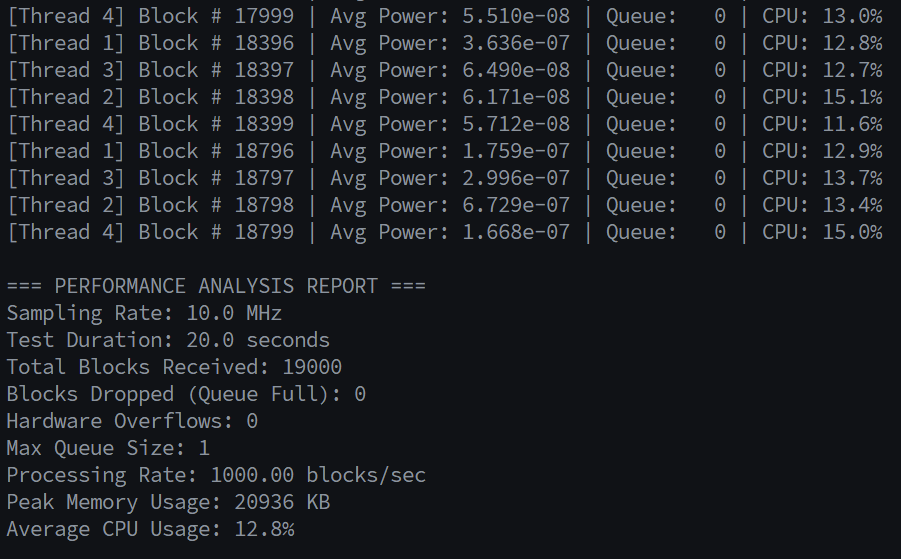 [Thread 4] Block # 17999 | Avg Power: 5.510e-08 | Queue:   0 | CPU: 13.0%
[Thread 1] Block # 18396 | Avg Power: 3.636e-07 | Queue:   0 | CPU: 12.8%
[Thread 3] Block # 18397 | Avg Power: 6.490e-08 | Queue:   0 | CPU: 12.7%
[Thread 2] Block # 18398 | Avg Power: 6.171e-08 | Queue:   0 | CPU: 15.1%
[Thread 4] Block # 18399 | Avg Power: 5.712e-08 | Queue:   0 | CPU: 11.6%
[Thread 1] Block # 18796 | Avg Power: 1.759e-07 | Queue:   0 | CPU: 12.9%
[Thread 3] Block # 18797 | Avg Power: 2.996e-07 | Queue:   0 | CPU: 13.7%
[Thread 2] Block # 18798 | Avg Power: 6.729e-07 | Queue:   0 | CPU: 13.4%
[Thread 4] Block # 18799 | Avg Power: 1.668e-07 | Queue:   0 | CPU: 15.0%

=== PERFORMANCE ANALYSIS REPORT ===
Sampling Rate: 10.0 MHz
Test Duration: 20.0 seconds
Total Blocks Received: 19000
Blocks Dropped (Queue Full): 0
Hardware Overflows: 0
Max Queue Size: 1
Processing Rate: 1000.00 blocks/sec
Peak Memory Usage: 20936 KB
Average CPU Usage: 12.8%